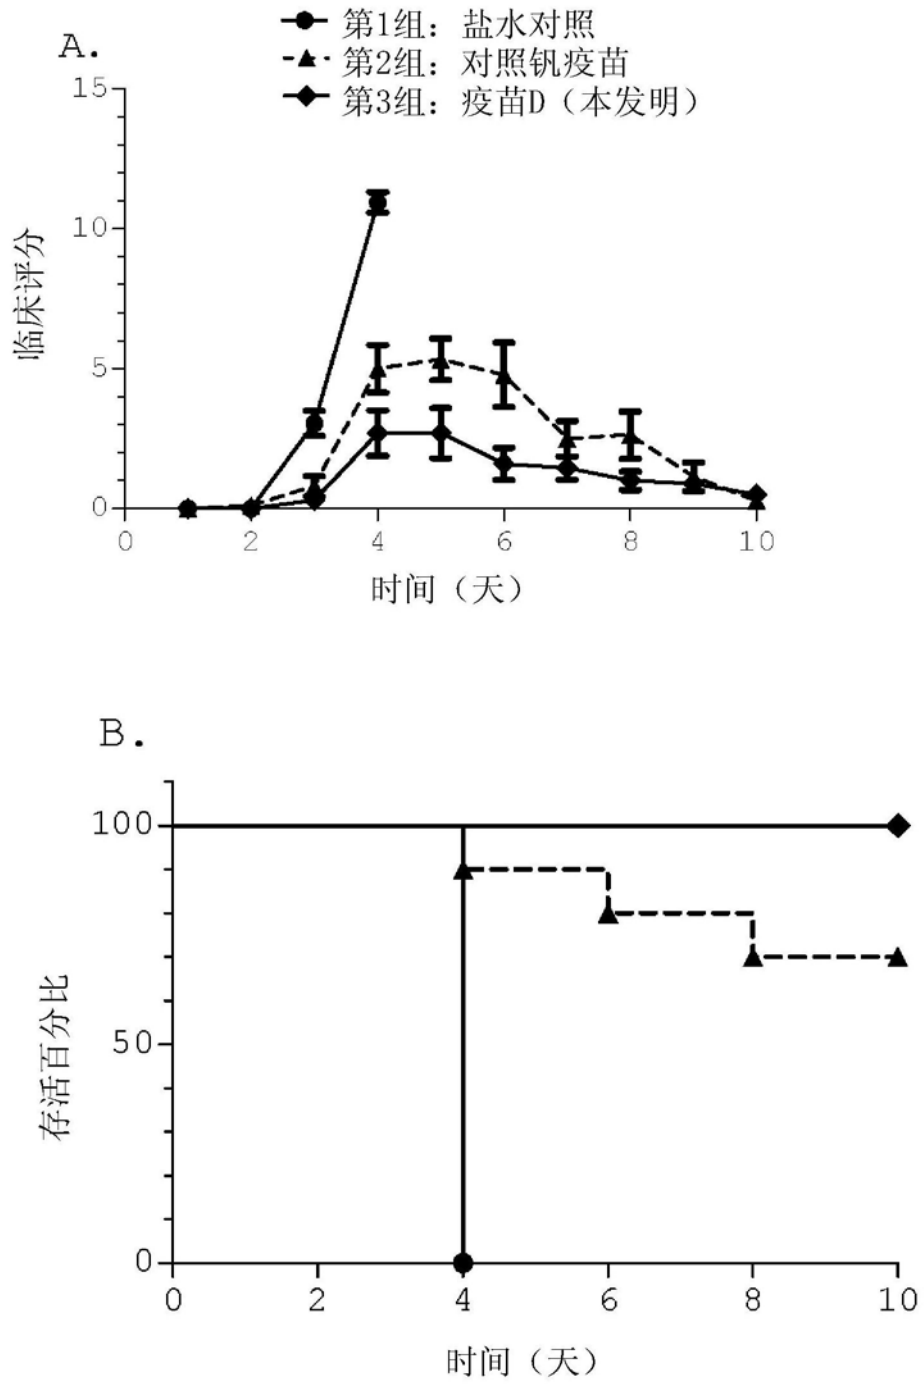 A.
第1组：盐水对照
第2组：对照钒疫苗
第3组：疫苗D（本发明）
15
10
5
0
临床评分
0 2 4 6 8 10
时间（天）
B.
100
50
0
存活百分比
0 2 4 6 8 10
时间（天）